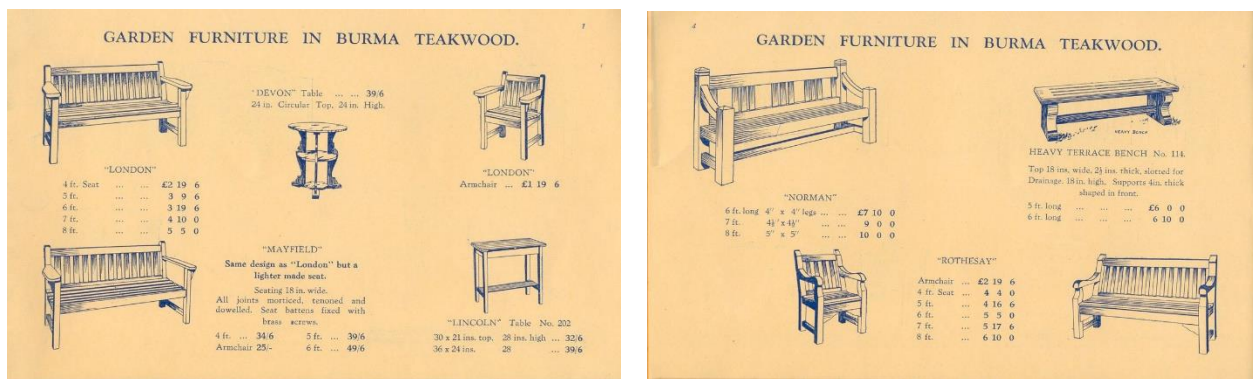 1
GARDEN FURNITURE IN BURMA TEAKWOOD.
"DEVON" Table ... ... 39/6
24 in. Circular Top, 24 in. High.
"LONDON"
4 ft. Seat ... ... £2 19 6
5 ft. ... ... 3 9 6
6 ft. ... ... 3 19 6
7 ft. ... ... 4 10 0
8 ft. ... ... 5 5 0
"LONDON"
Armchair ... £1 19 6
"MAYFIELD"
Same design as "London" but a
lighter made seat.
Seating 18 in. wide.
All joints morticed, tenoned and
dowelled. Seat battens fixed with
brass screws.
4 ft. ... 34/6 5 ft. ... 39/6
Armchair 25/- 6 ft. ... 49/6
"LINCOLN" Table No. 202
30 x 21 ins. top. 28 ins. high ... 32/6
36 x 24 ins. 28 ... 39/6
4
GARDEN FURNITURE IN BURMA TEAKWOOD.
HEAVY BENCH
HEAVY TERRACE BENCH No. 114.
Top 18 ins. wide, 2½ ins. thick, slotted for
Drainage. 18 in. high. Supports 4in. thick
shaped in front.
5 ft. long ... ... ... £6 0 0
6 ft. long ... ... ... 6 10 0
"NORMAN"
6 ft. long 4" x 4" legs ... ... £7 10 0
7 ft. 4½" x 4½" ... ... 9 0 0
8 ft. 5" x 5" ... ... 10 0 0
"ROTHESAY"
Armchair ... £2 19 6
4 ft. Seat ... 4 4 0
5 ft. ... 4 16 6
6 ft. ... 5 5 0
7 ft. ... 5 17 6
8 ft. ... 6 10 0